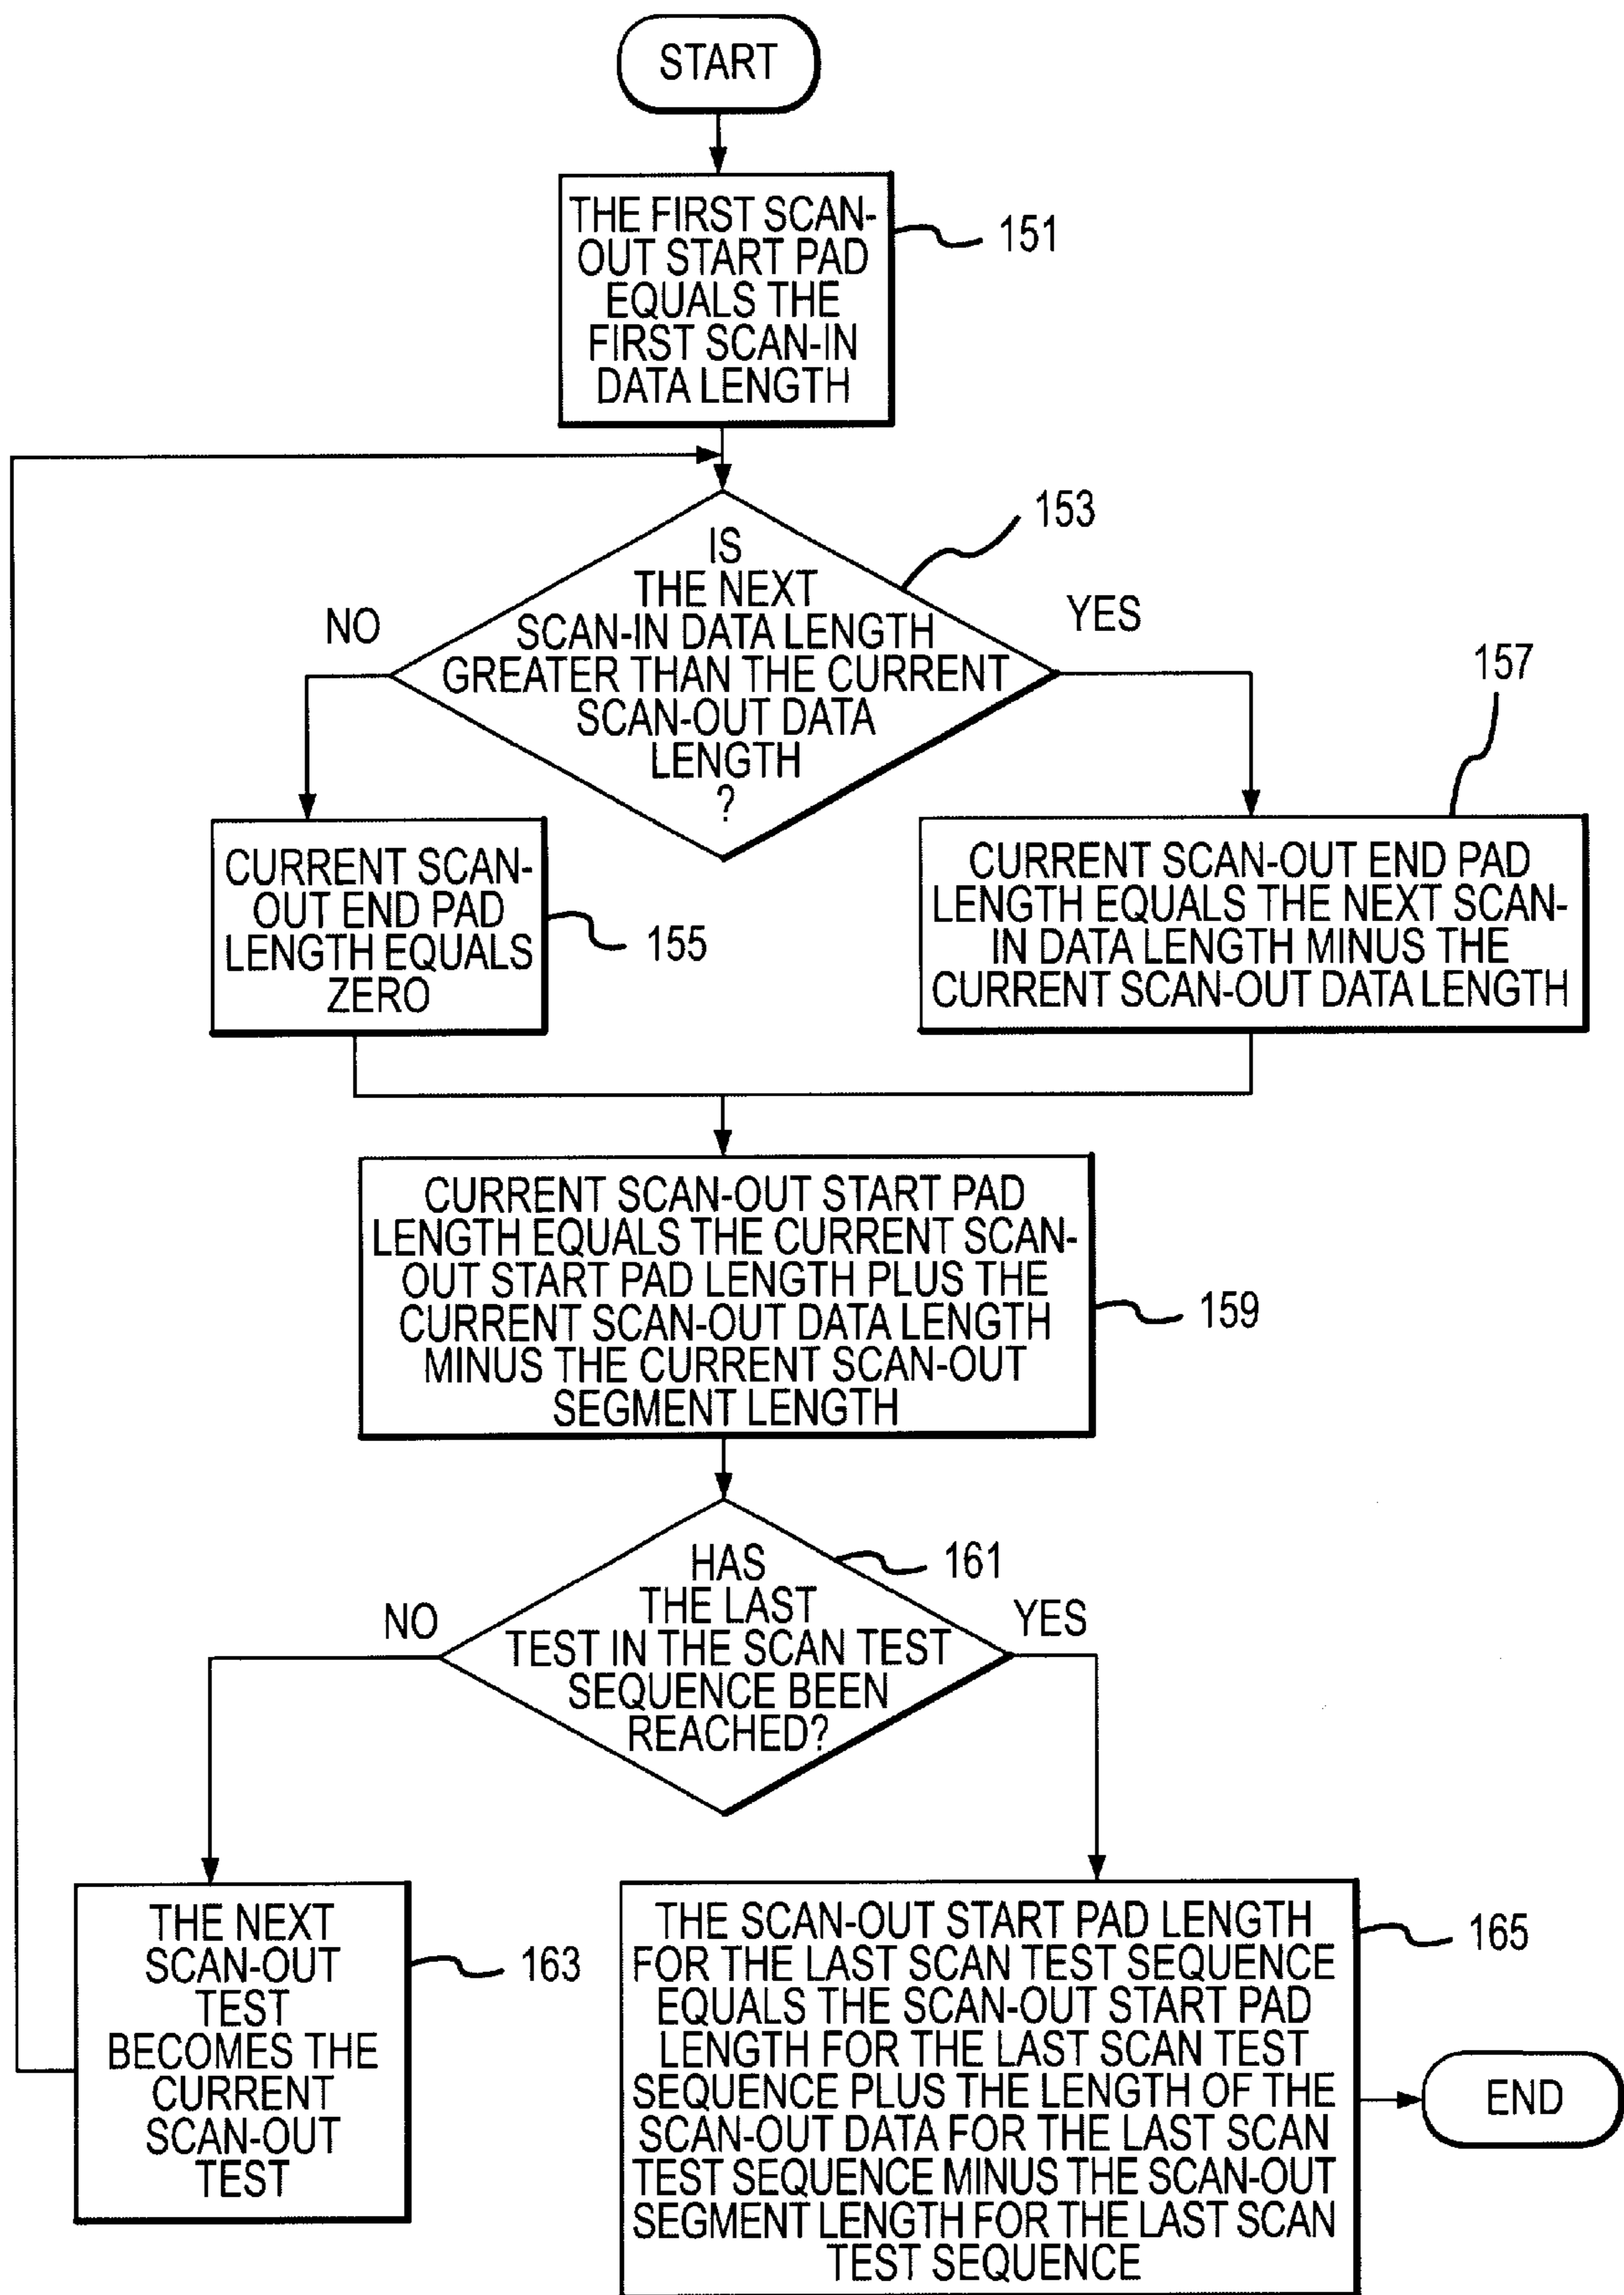 START
THE FIRST SCAN-
OUT START PAD
EQUALS THE
FIRST SCAN-IN
DATA LENGTH
151
IS
THE NEXT
SCAN-IN DATA LENGTH
GREATER THAN THE CURRENT
SCAN-OUT DATA
LENGTH
?
153
NO
YES
CURRENT SCAN-
OUT END PAD
LENGTH EQUALS
ZERO
155
157
CURRENT SCAN-OUT END PAD
LENGTH EQUALS THE NEXT SCAN-
IN DATA LENGTH MINUS THE
CURRENT SCAN-OUT DATA LENGTH
CURRENT SCAN-OUT START PAD
LENGTH EQUALS THE CURRENT SCAN-
OUT START PAD LENGTH PLUS THE
CURRENT SCAN-OUT DATA LENGTH
MINUS THE CURRENT SCAN-OUT
SEGMENT LENGTH
159
HAS
THE LAST
TEST IN THE SCAN TEST
SEQUENCE BEEN
REACHED?
161
NO
YES
THE NEXT
SCAN-OUT
TEST
BECOMES THE
CURRENT
SCAN-OUT
TEST
163
THE SCAN-OUT START PAD LENGTH
FOR THE LAST SCAN TEST SEQUENCE
EQUALS THE SCAN-OUT START PAD
LENGTH FOR THE LAST SCAN TEST
SEQUENCE PLUS THE LENGTH OF THE
SCAN-OUT DATA FOR THE LAST SCAN
TEST SEQUENCE MINUS THE SCAN-OUT
SEGMENT LENGTH FOR THE LAST SCAN
TEST SEQUENCE
165
END